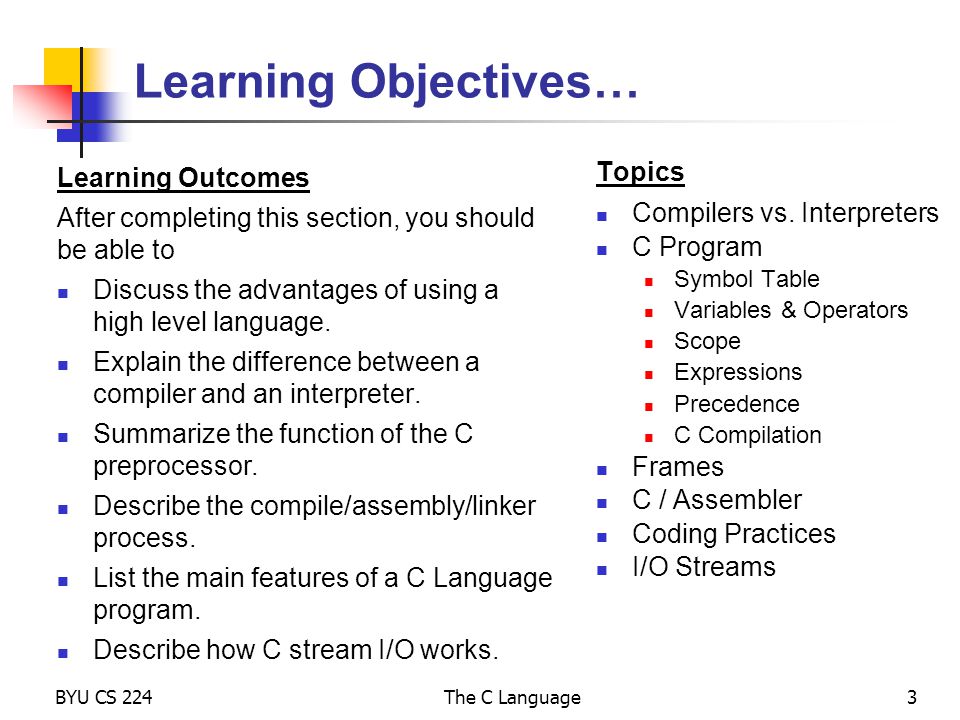 Learning Objectives…
Learning Outcomes
After completing this section, you should
be able to
Discuss the advantages of using a
high level language.
Explain the difference between a
compiler and an interpreter.
Summarize the function of the C
preprocessor.
Describe the compile/assembly/linker
process.
List the main features of a C Language
program.
Describe how C stream I/O works.
Topics
Compilers vs. Interpreters
C Program
Symbol Table
Variables & Operators
Scope
Expressions
Precedence
C Compilation
Frames
C / Assembler
Coding Practices
I/O Streams
BYU CS 224
The C Language
3